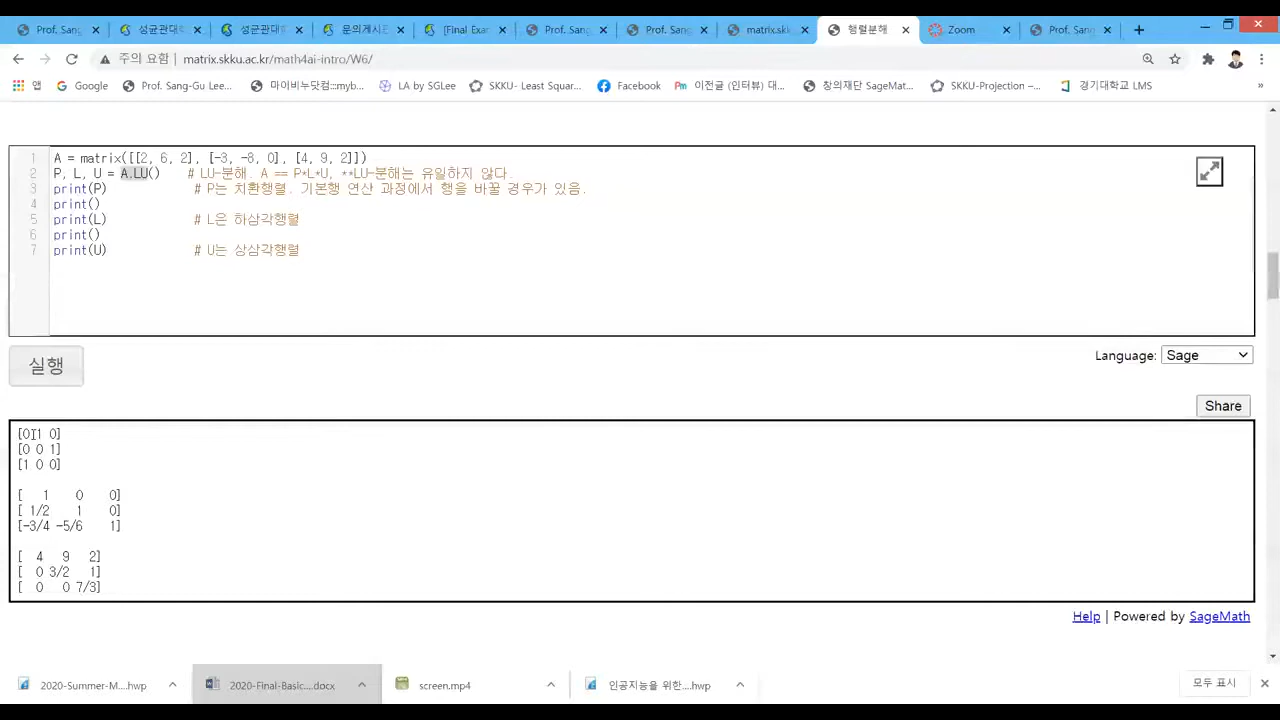 Prof. Sang
성균관대학
성균관대학
문의게시판
[Final Exar
Prof. Sang
Prof. Sang
matrix.skk
행렬분해
Zoom
Prof. Sang
주의 요함 | matrix.skku.ac.kr/math4ai-intro/W6/
앱
Google
Prof. Sang-Gu Lee...
마이비누닷컴:::myb...
LA by SGLee
SKKU- Least Squar...
Facebook
이전글 (인터뷰) 대...
창의재단 SageMat...
SKKU-Projection –...
경기대학교 LMS
»
1 A = matrix([[2, 6, 2], [-3, -8, 0], [4, 9, 2]])
2 P, L, U = A.LU() # LU-분해. A == P*L*U, **LU-분해는 유일하지 않다.
3 print(P) # P는 치환행렬. 기본행 연산 과정에서 행을 바꿀 경우가 있음.
4 print()
5 print(L) # L은 하삼각행렬
6 print()
7 print(U) # U는 상삼각행렬
실행
Language: Sage
Share
[0 1 0]
[0 0 1]
[1 0 0]
[ 1 0 0]
[ 1/2 1 0]
[-3/4 -5/6 1]
[ 4 9 2]
[ 0 3/2 1]
[ 0 0 7/3]
Help | Powered by SageMath
2020-Summer-M....hwp
2020-Final-Basic....docx
screen.mp4
인공지능을 위한....hwp
모두 표시